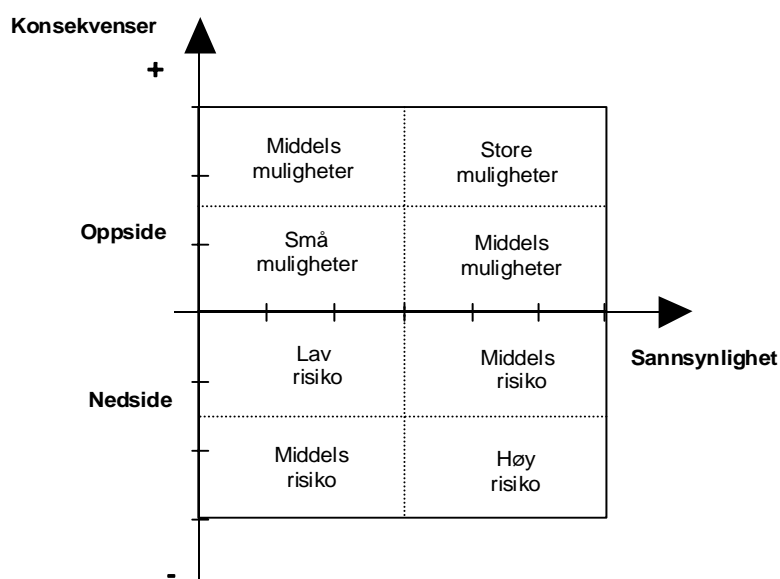 Konsekvenser
+
Middels
muligheter
Store
muligheter
Oppside
Små
muligheter
Middels
muligheter
Lav
risiko
Middels
risiko
Sannsynlighet
Nedside
Middels
risiko
Høy
risiko
-